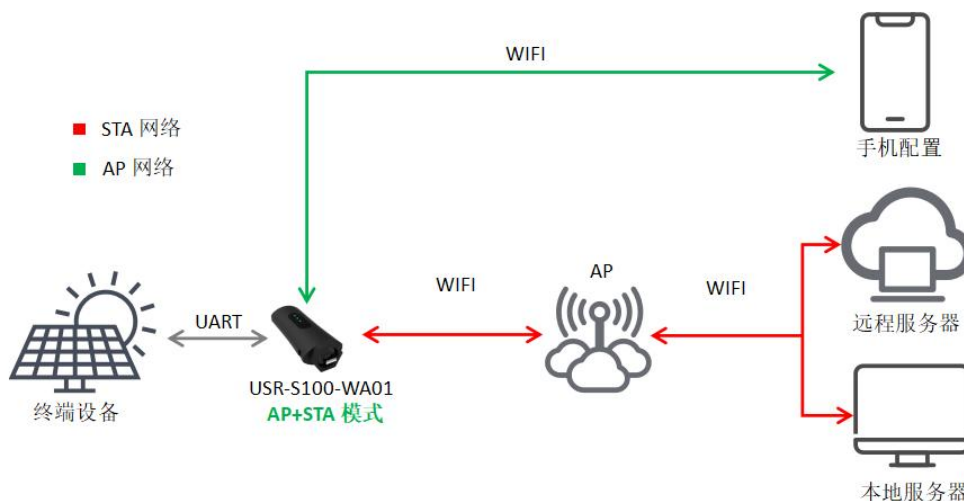 WIFI
STA 网络
AP 网络
手机配置
WIFI
AP
WIFI
UART
远程服务器
USR-S100-WA01
终端设备
AP+STA 模式
本地服务器